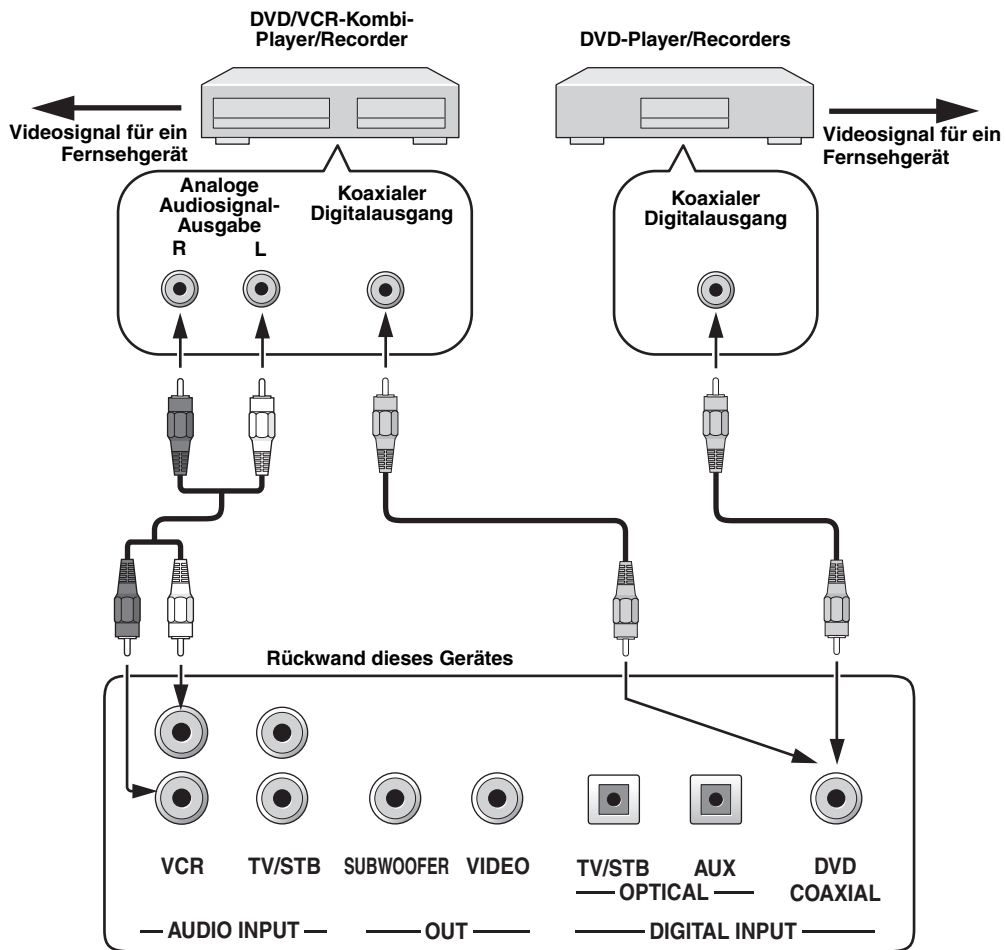 DVD/VCR-Kombi-
Player/Recorder
DVD-Player/Recorders
Videosignal für ein
Fernsehgerät
Videosignal für ein
Fernsehgerät
Analoge
Audiosignal-
Ausgabe
R L
Koaxialer
Digitalausgang
Koaxialer
Digitalausgang
Rückwand dieses Gerätes
VCR TV/STB SUBWOOFER VIDEO TV/STB AUX DVD
OPTICAL COAXIAL
AUDIO INPUT OUT DIGITAL INPUT